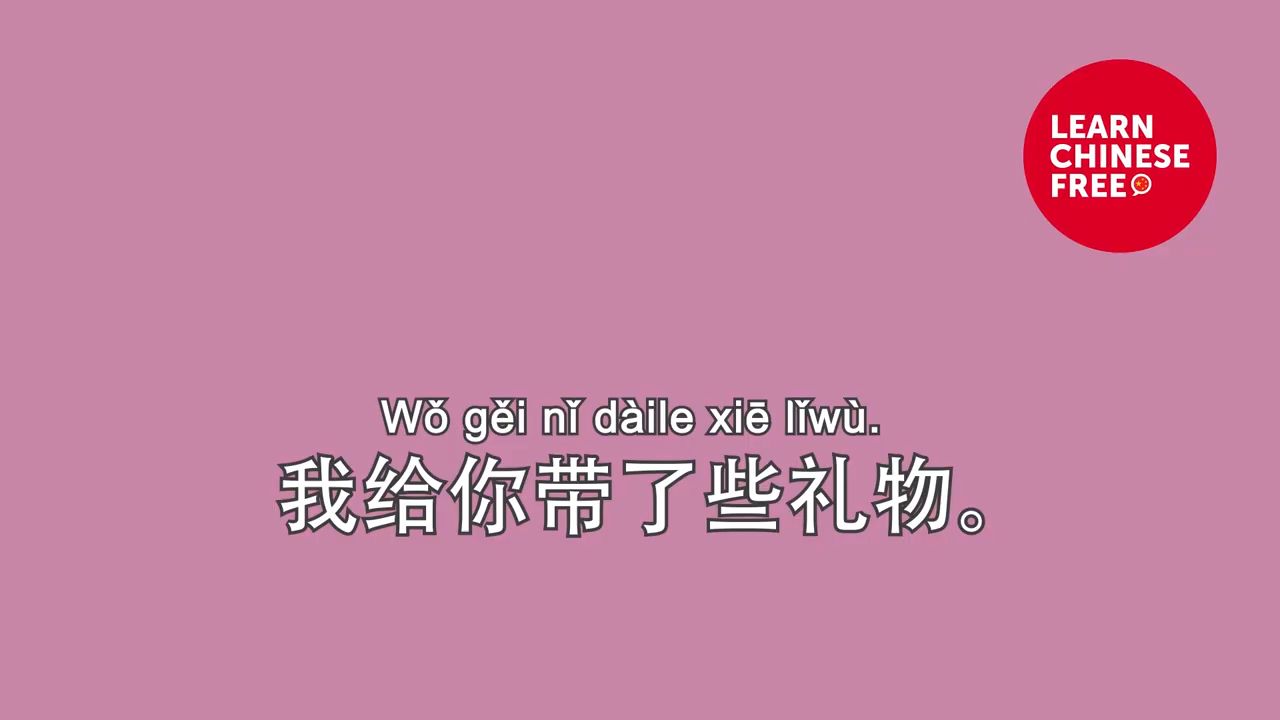 LEARN
CHINESE
FREE
Wǒ gěi nǐ dàile xiē lǐwù.
我给你带了些礼物。